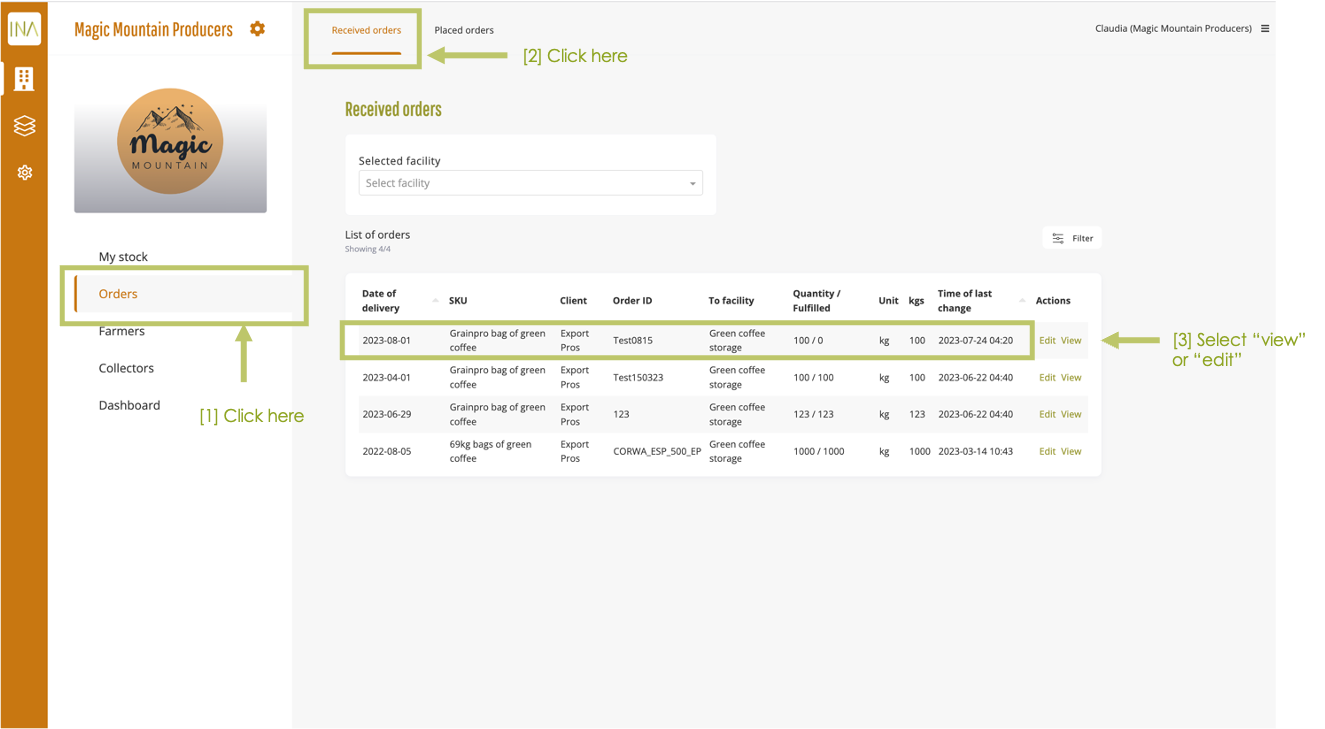 INA
Magic Mountain Producers
Received orders
Placed orders
Claudia (Magic Mountain Producers)
[2] Click here
Magic
MOUNTAIN
Received orders
Selected facility
Select facility
My stock
Orders
Farmers
Collectors
Dashboard
[1] Click here
List of orders
Showing 4/4
Filter
Date of delivery SKU Client Order ID To facility Quantity / Fulfilled Unit kgs Time of last change Actions
2023-08-01 Grainpro bag of green coffee Export Pros Test0815 Green coffee storage 100 / 0 kg 100 2023-07-24 04:20 Edit View
2023-04-01 Grainpro bag of green coffee Export Pros Test150323 Green coffee storage 100 / 100 kg 100 2023-06-22 04:40 Edit View
2023-06-29 Grainpro bag of green coffee Export Pros 123 Green coffee storage 123 / 123 kg 123 2023-06-22 04:40 Edit View
2022-08-05 69kg bags of green coffee Export Pros CORWA_ESP_500_EP Green coffee storage 1000 / 1000 kg 1000 2023-03-14 10:43 Edit View
[3] Select “view”
or “edit”